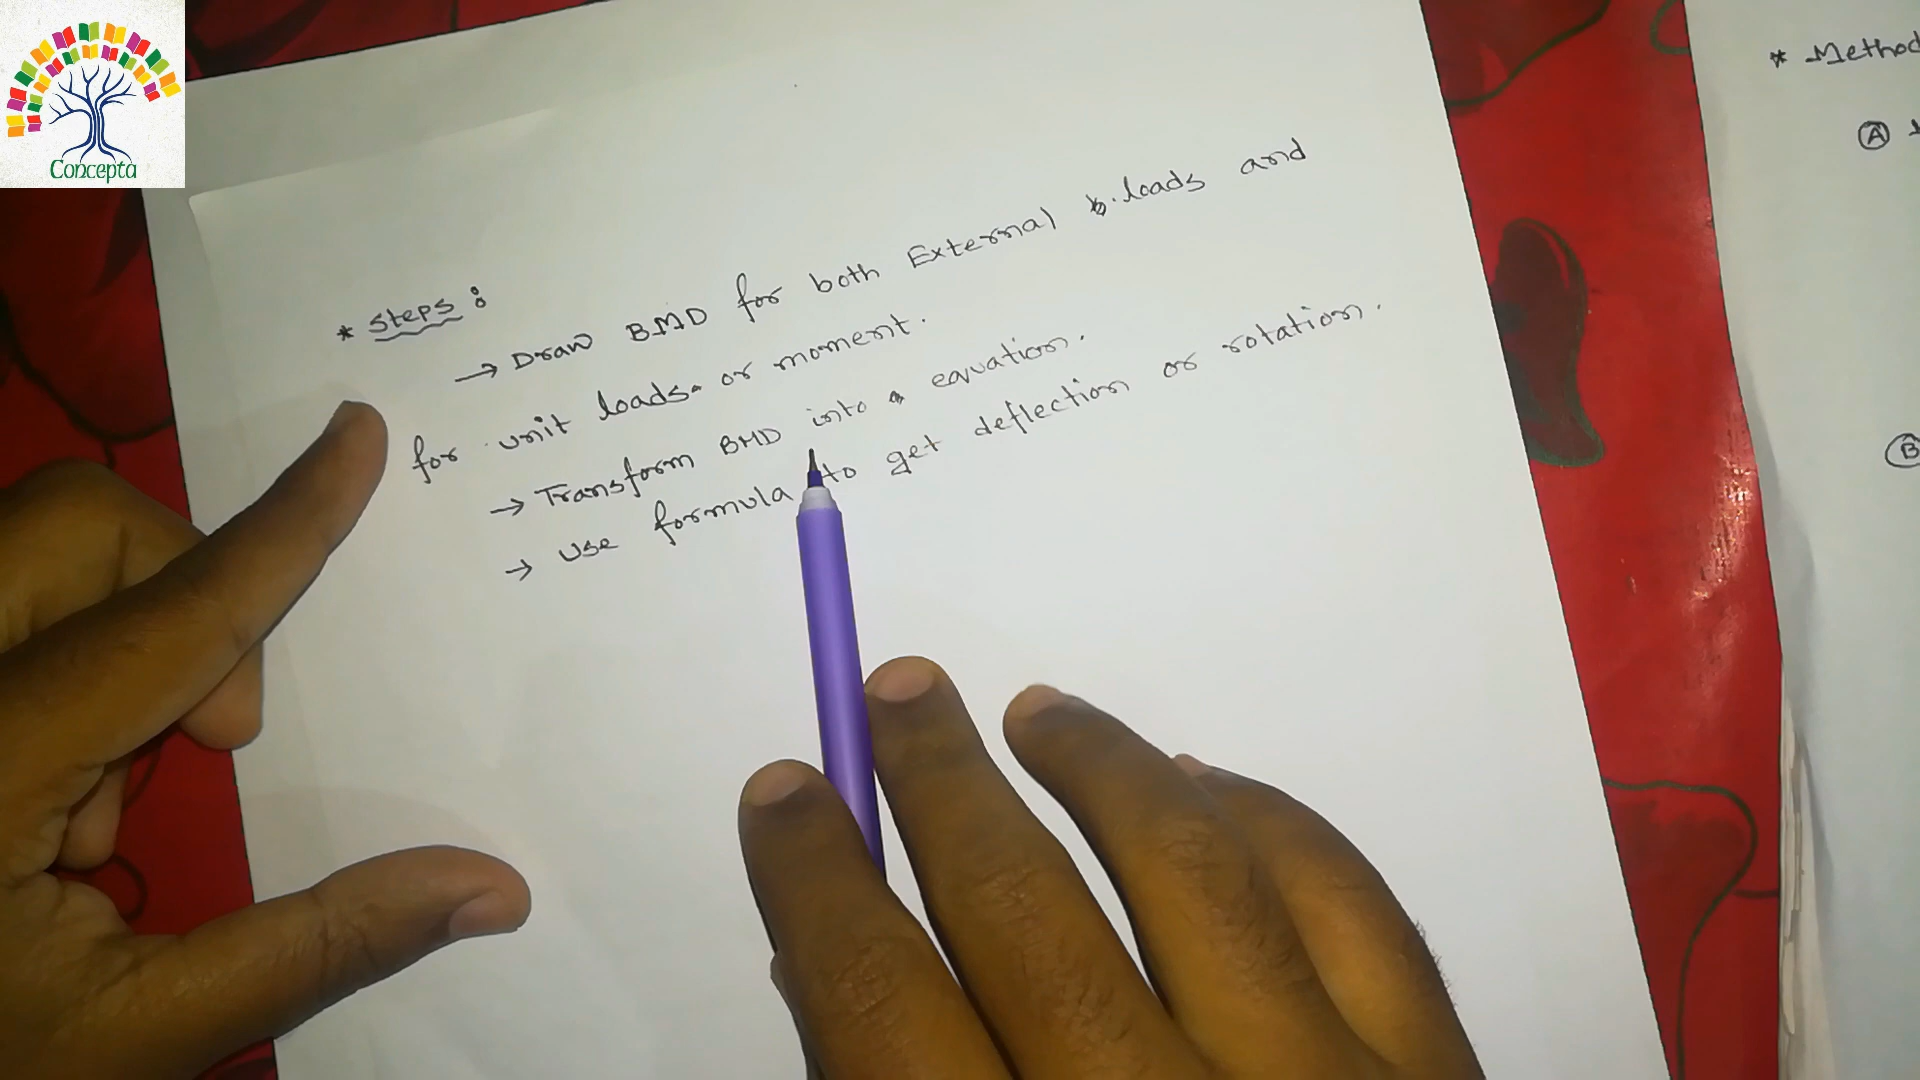 Concepta
* Steps :
→ Draw BMD for both External loads and
for unit loads or moment.
→ Transform BMD into a equation.
→ Use formula to get deflection or rotation.
* Method
A
B